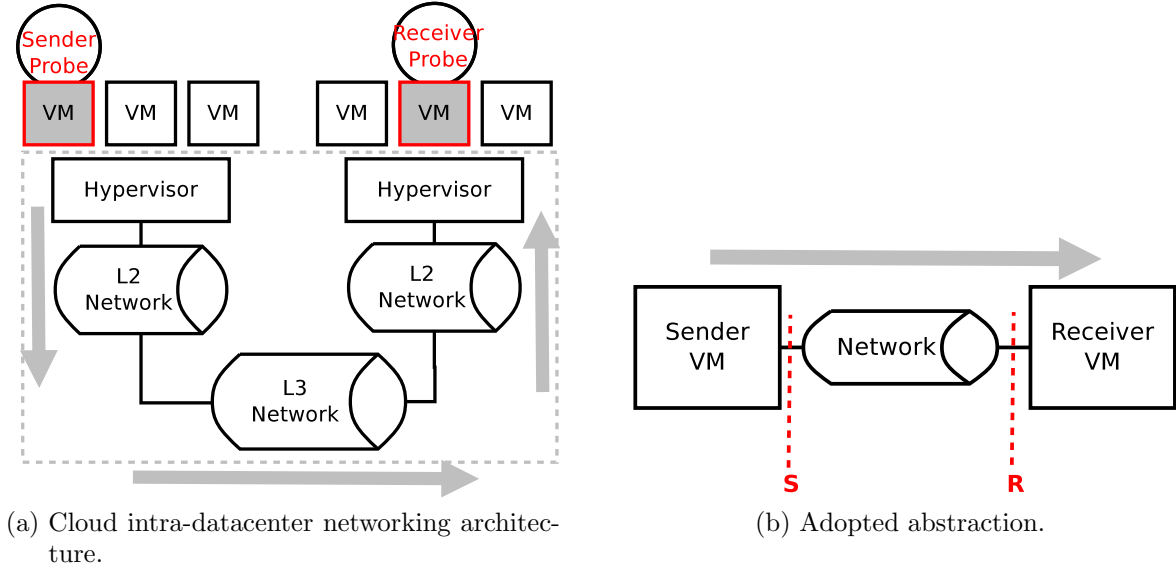 Sender
Probe
Receiver
Probe
VM VM VM VM VM VM
Hypervisor Hypervisor
L2
Network
L2
Network
L3
Network
Sender
VM
Network
Receiver
VM
S R
(a) Cloud intra-datacenter networking architec-
ture.
(b) Adopted abstraction.